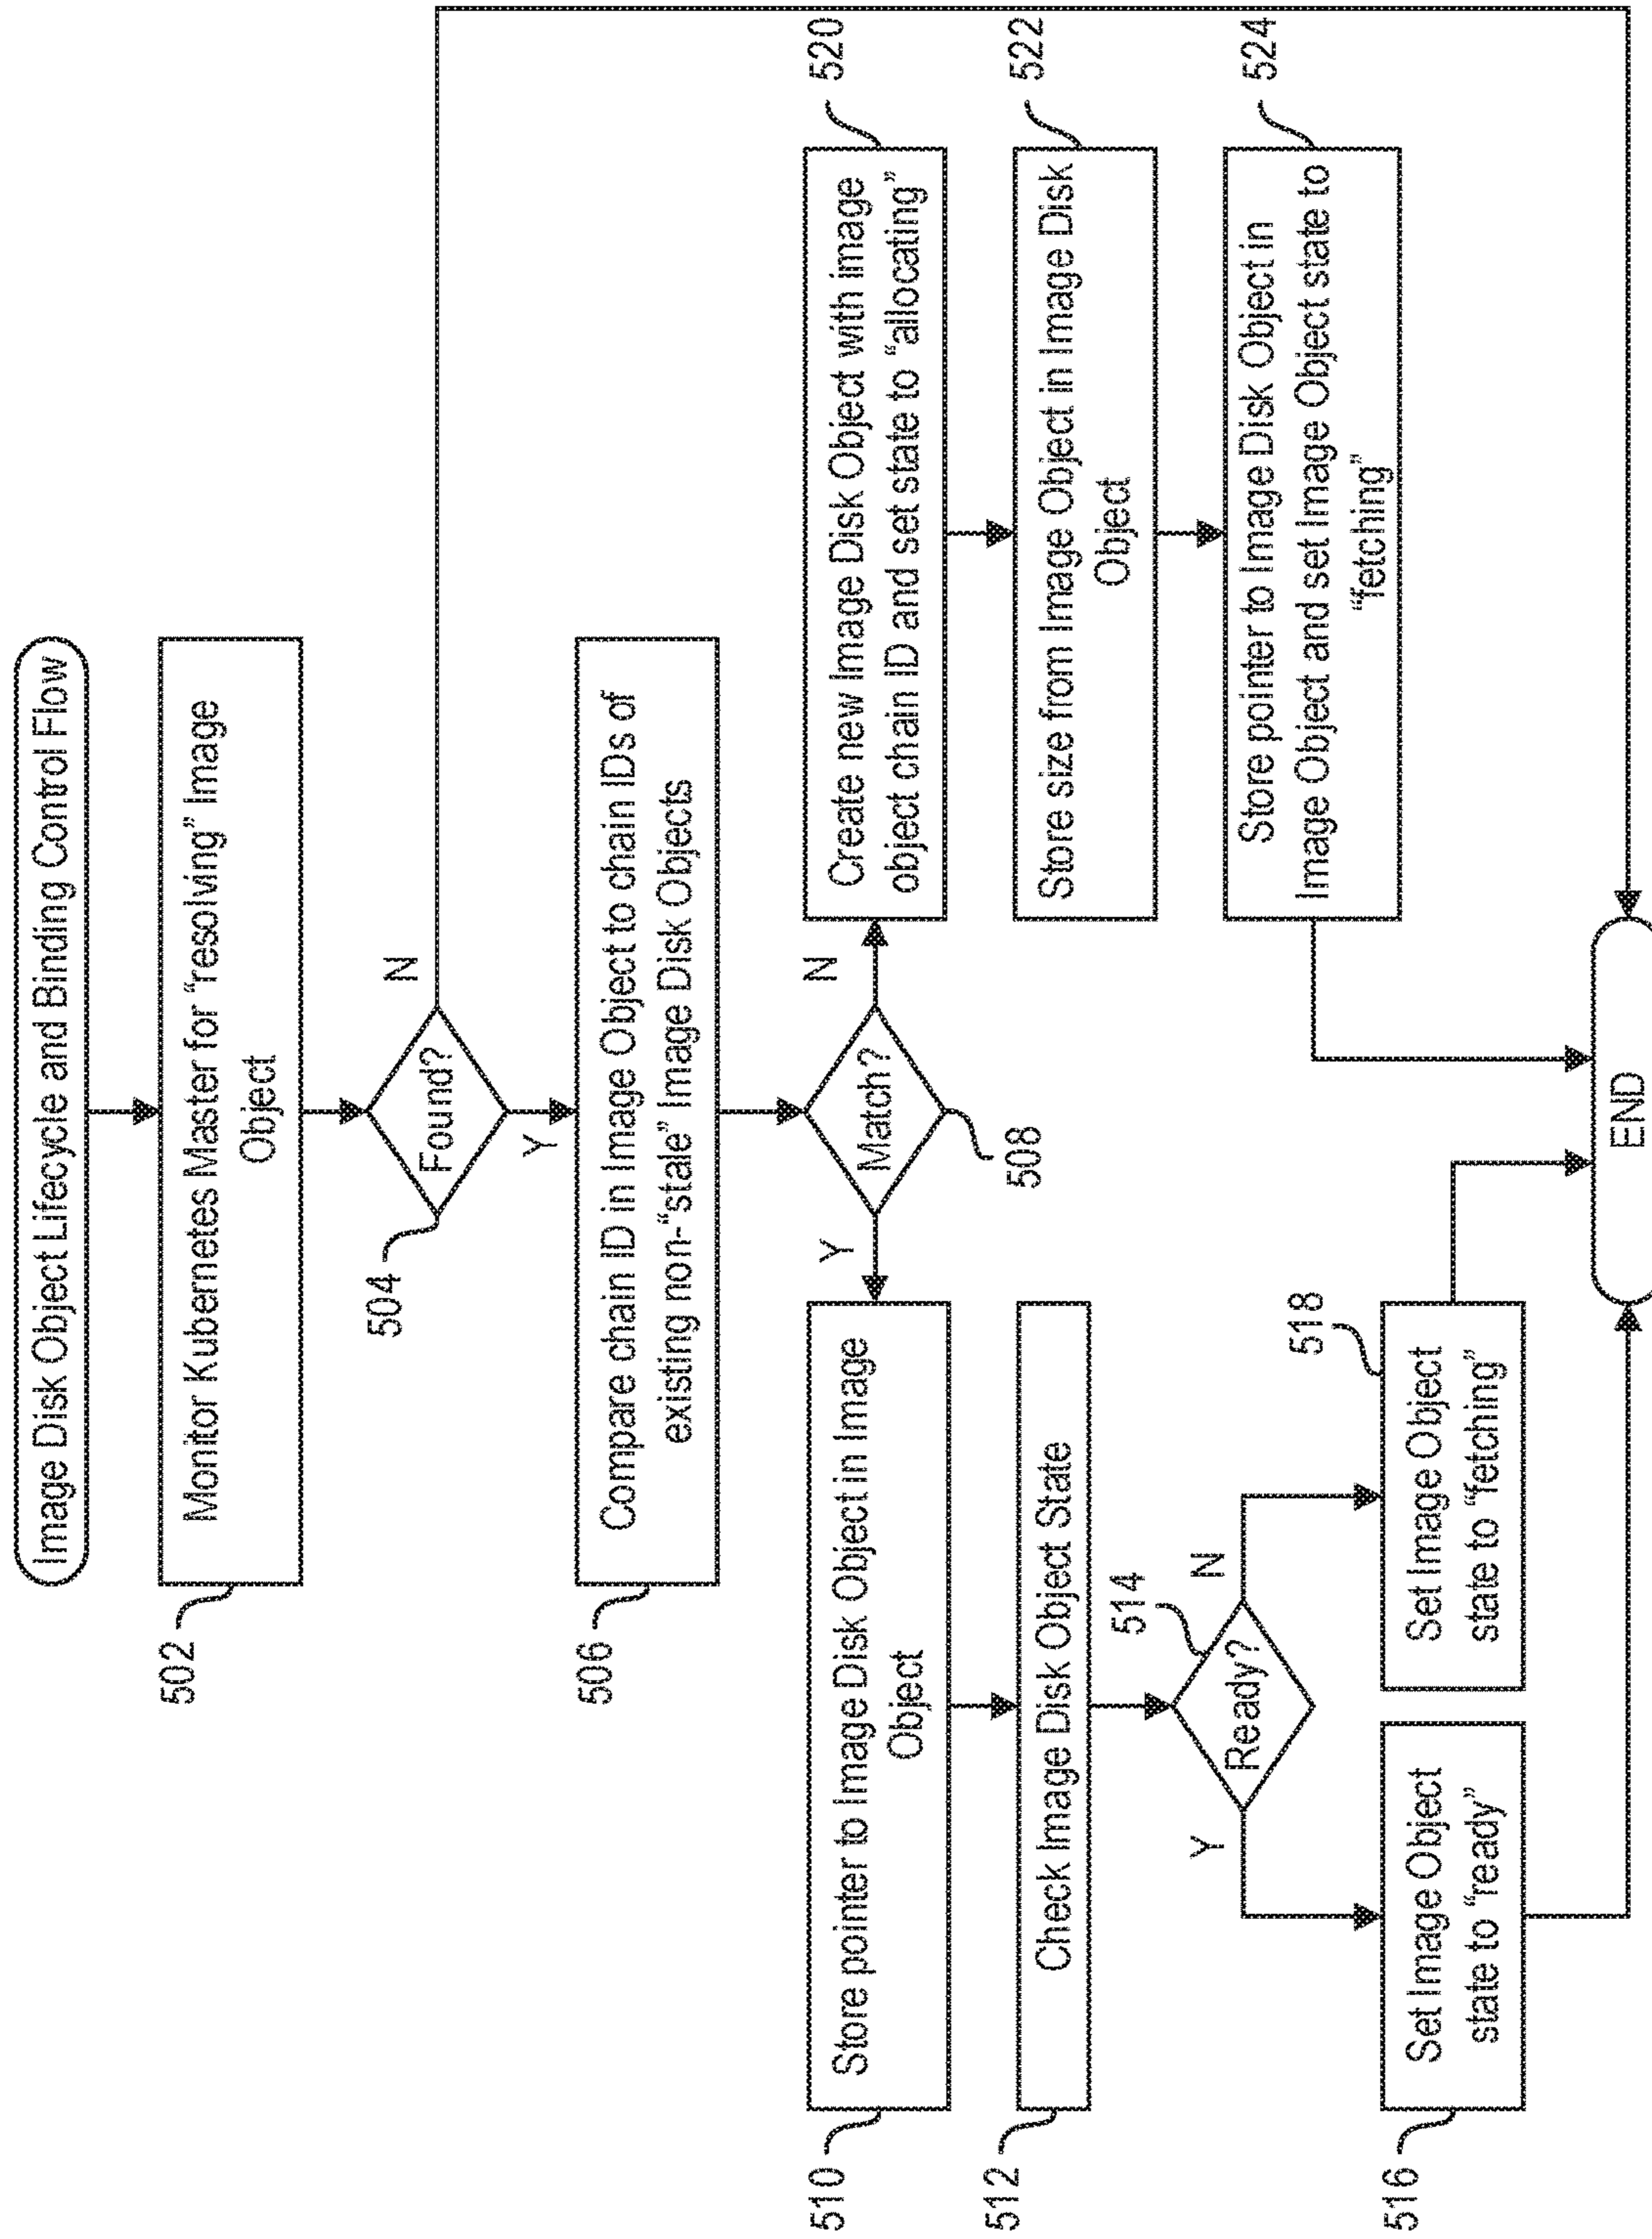 Image Disk Object Lifecycle and Binding Control Flow
502
Monitor Kubernetes Master for “resolving” Image
Object
504
Found?
N
Y
506
Compare chain ID in Image Object to chain IDs of
existing non-“stale” Image Disk Objects
Match?
508
Y
N
510
Store pointer to Image Disk Object in Image
Object
512
Check Image Disk Object State
514
Ready?
Y
N
516
Set Image Object
state to “ready”
518
Set Image Object
state to “fetching”
520
Create new Image Disk Object with image
object chain ID and set state to “allocating”
522
Store size from Image Object in Image Disk
Object
524
Store pointer to Image Disk Object in
Image Object and set Image Object state to
“fetching”
END